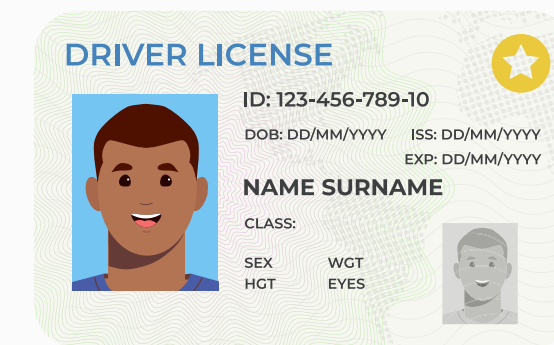 DRIVER LICENSE
ID: 123-456-789-10
DOB: DD/MM/YYYY ISS: DD/MM/YYYY
EXP: DD/MM/YYYY
NAME SURNAME
CLASS:
SEX WGT
HGT EYES